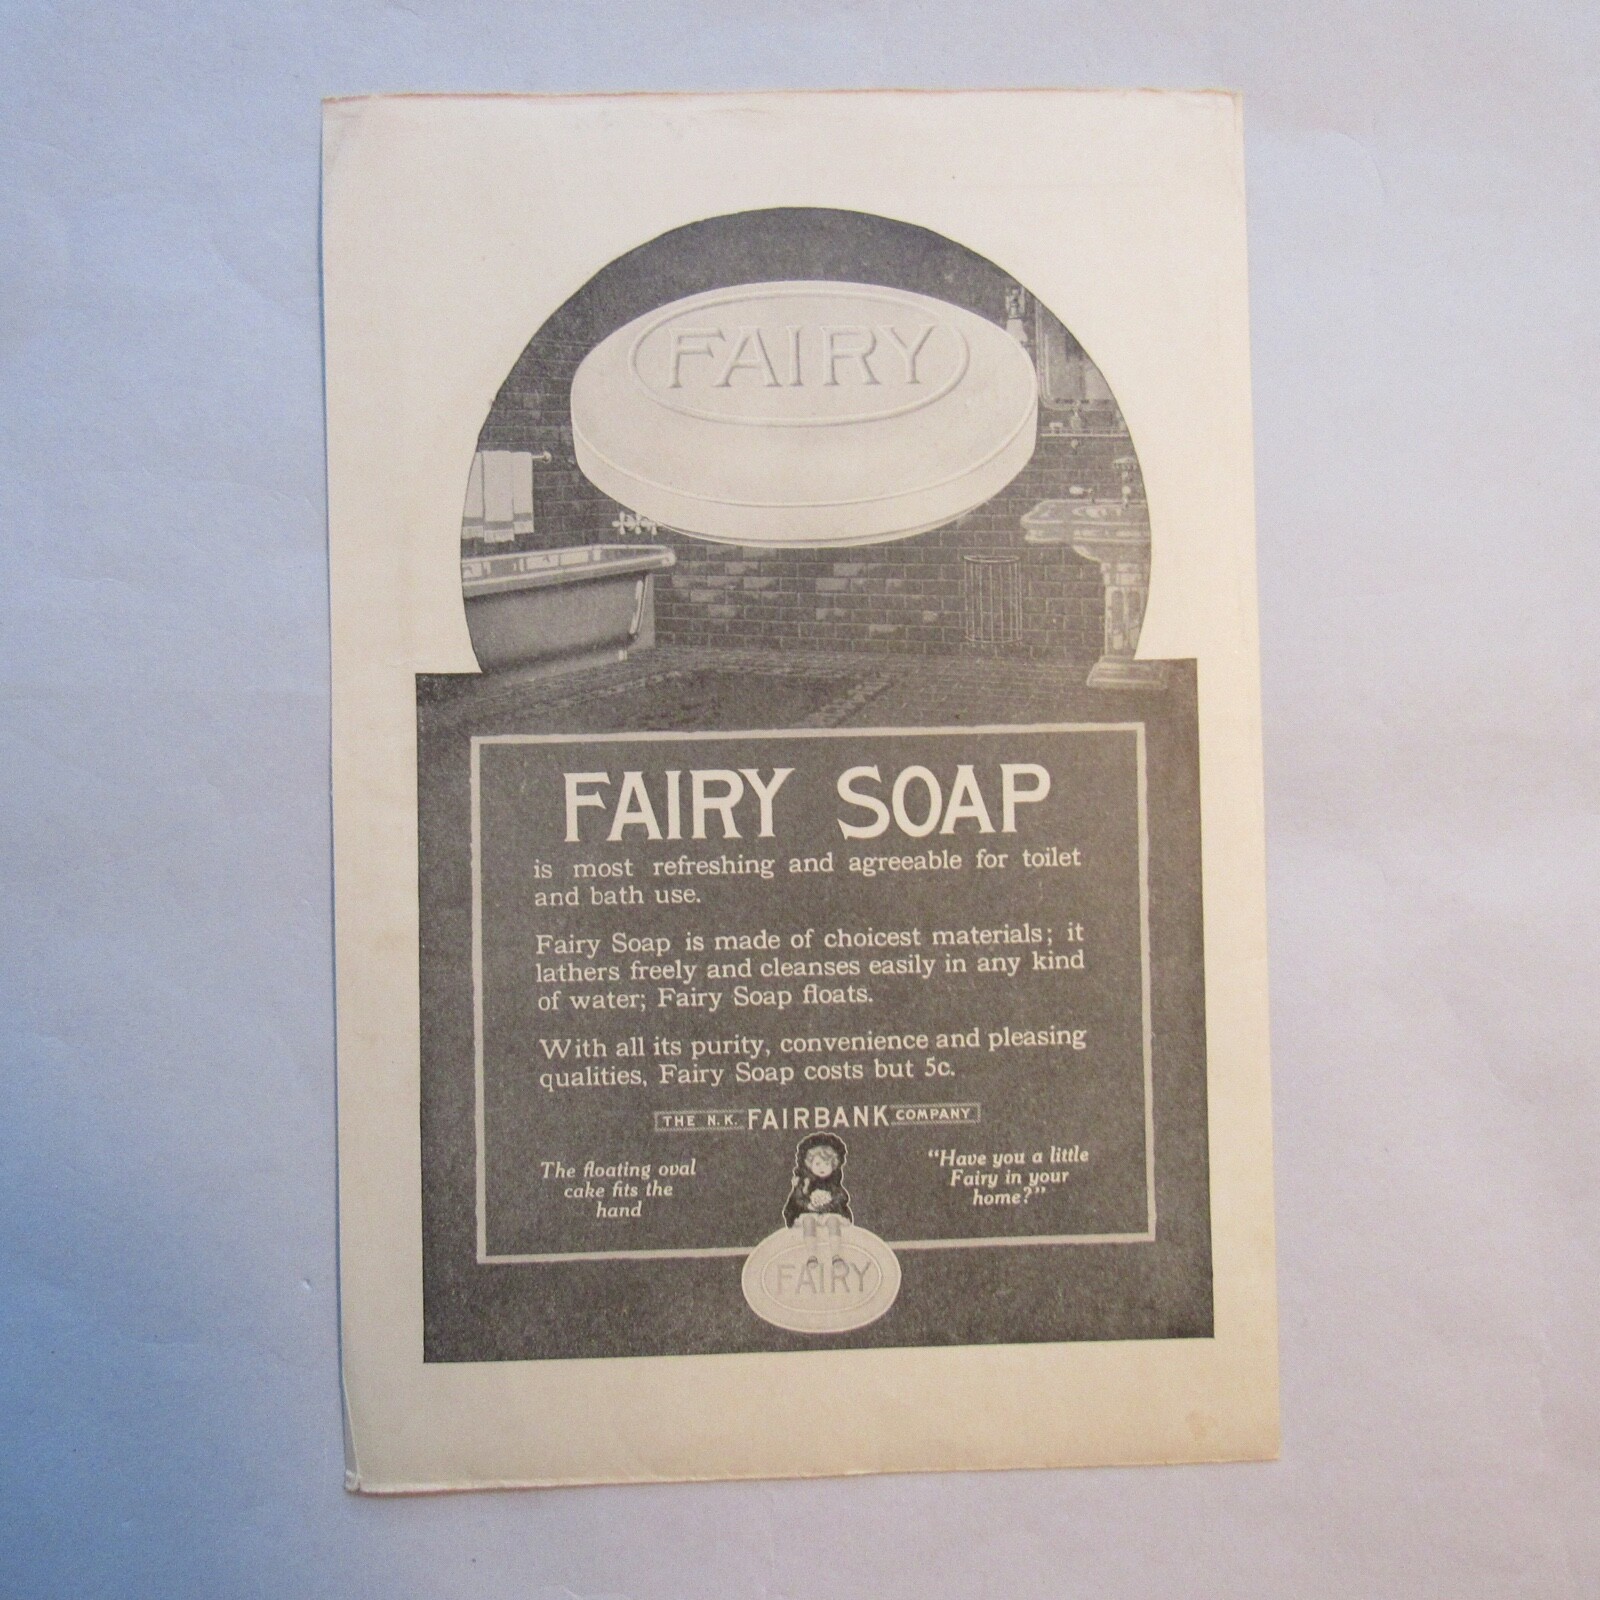 FAIRY
FAIRY SOAP
is most refreshing and agreeable for toilet
and bath use.
Fairy Soap is made of choicest materials; it
lathers freely and cleanses easily in any kind
of water; Fairy Soap floats.
With all its purity, convenience and pleasing
qualities, Fairy Soap costs but 5c.
THE N.K. FAIRBANK COMPANY
The floating oval
cake fits the
hand
"Have you a little
Fairy in your
home?"
FAIRY